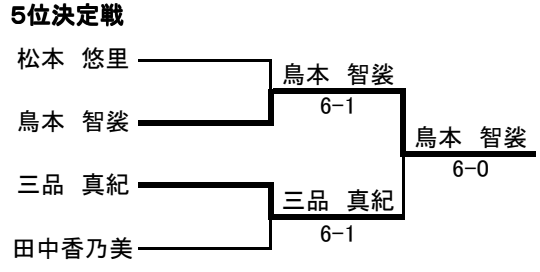 5位決定戦
松本 悠里
鳥本 智裟
三品 真紀
田中香乃美
鳥本 智裟
6-1
三品 真紀
6-1
鳥本 智裟
6-0